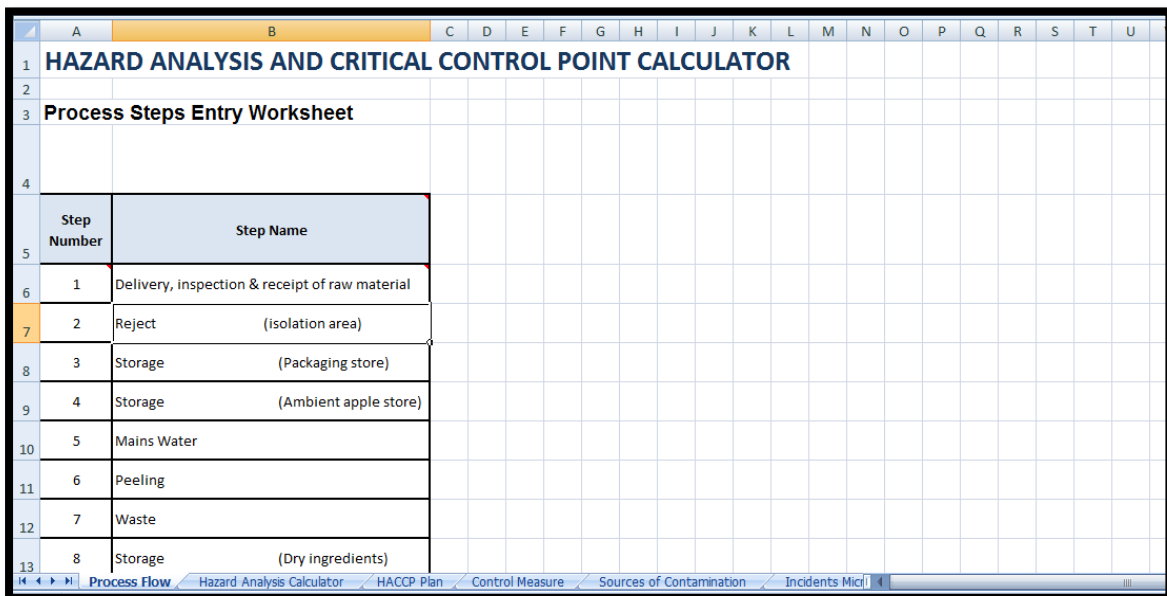 A B C D E F G H I J K L M N O P Q R S T U
1 HAZARD ANALYSIS AND CRITICAL CONTROL POINT CALCULATOR
2
3 Process Steps Entry Worksheet
4
5 Step Number Step Name
6 1 Delivery, inspection & receipt of raw material
7 2 Reject (isolation area)
8 3 Storage (Packaging store)
9 4 Storage (Ambient apple store)
10 5 Mains Water
11 6 Peeling
12 7 Waste
13 8 Storage (Dry ingredients)
Process Flow Hazard Analysis Calculator HACCP Plan Control Measure Sources of Contamination Incidents Micr